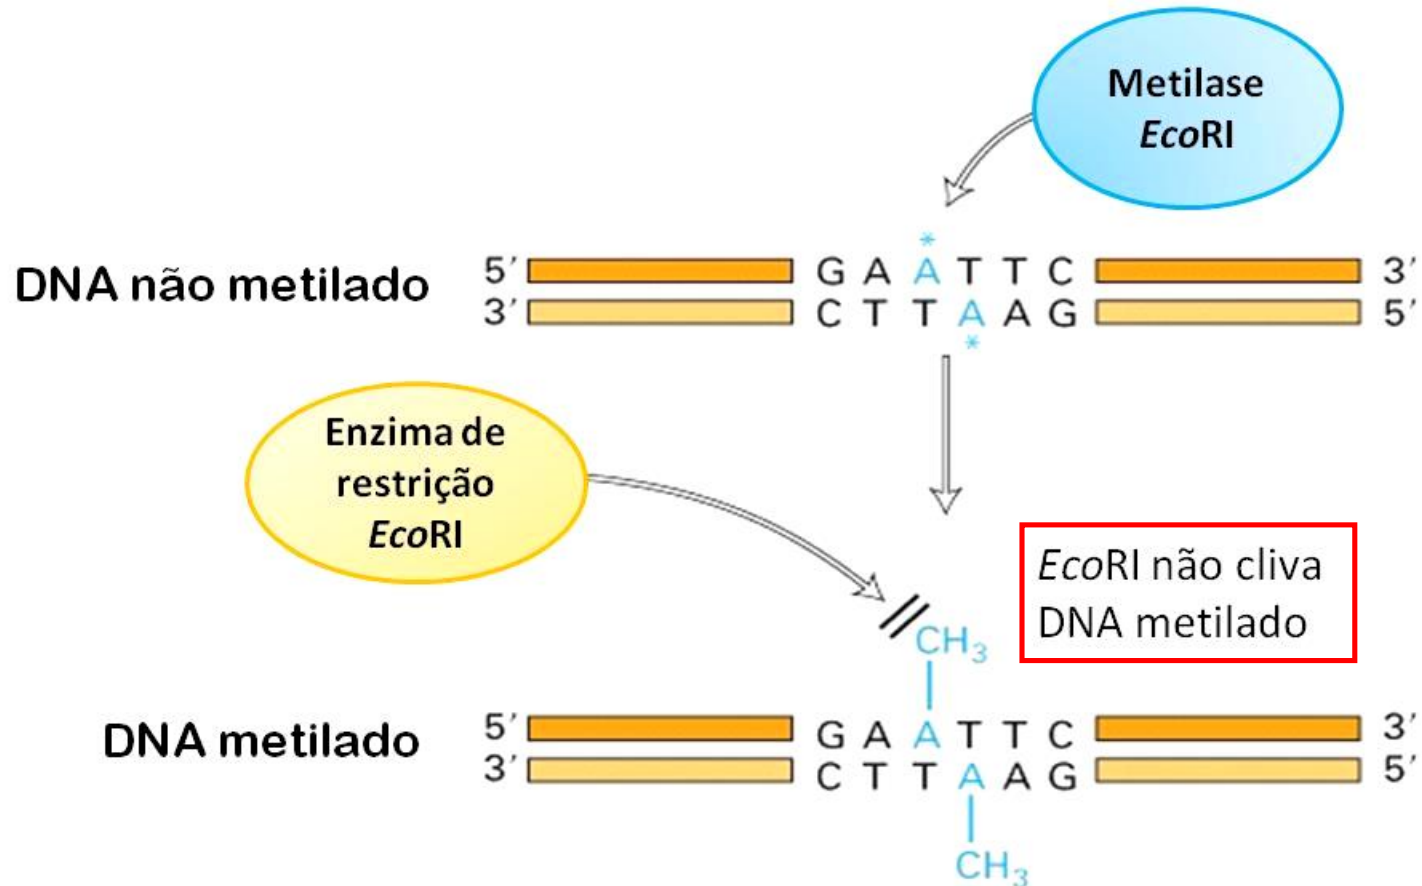 Metilase
EcoRI
*
DNA não metilado
5′ G A A T T C 3′
3′ C T T A A G 5′
*
Enzima de
restrição
EcoRI
EcoRI não cliva
DNA metilado
CH₃
DNA metilado
5′ G A A T T C 3′
3′ C T T A A G 5′
CH₃